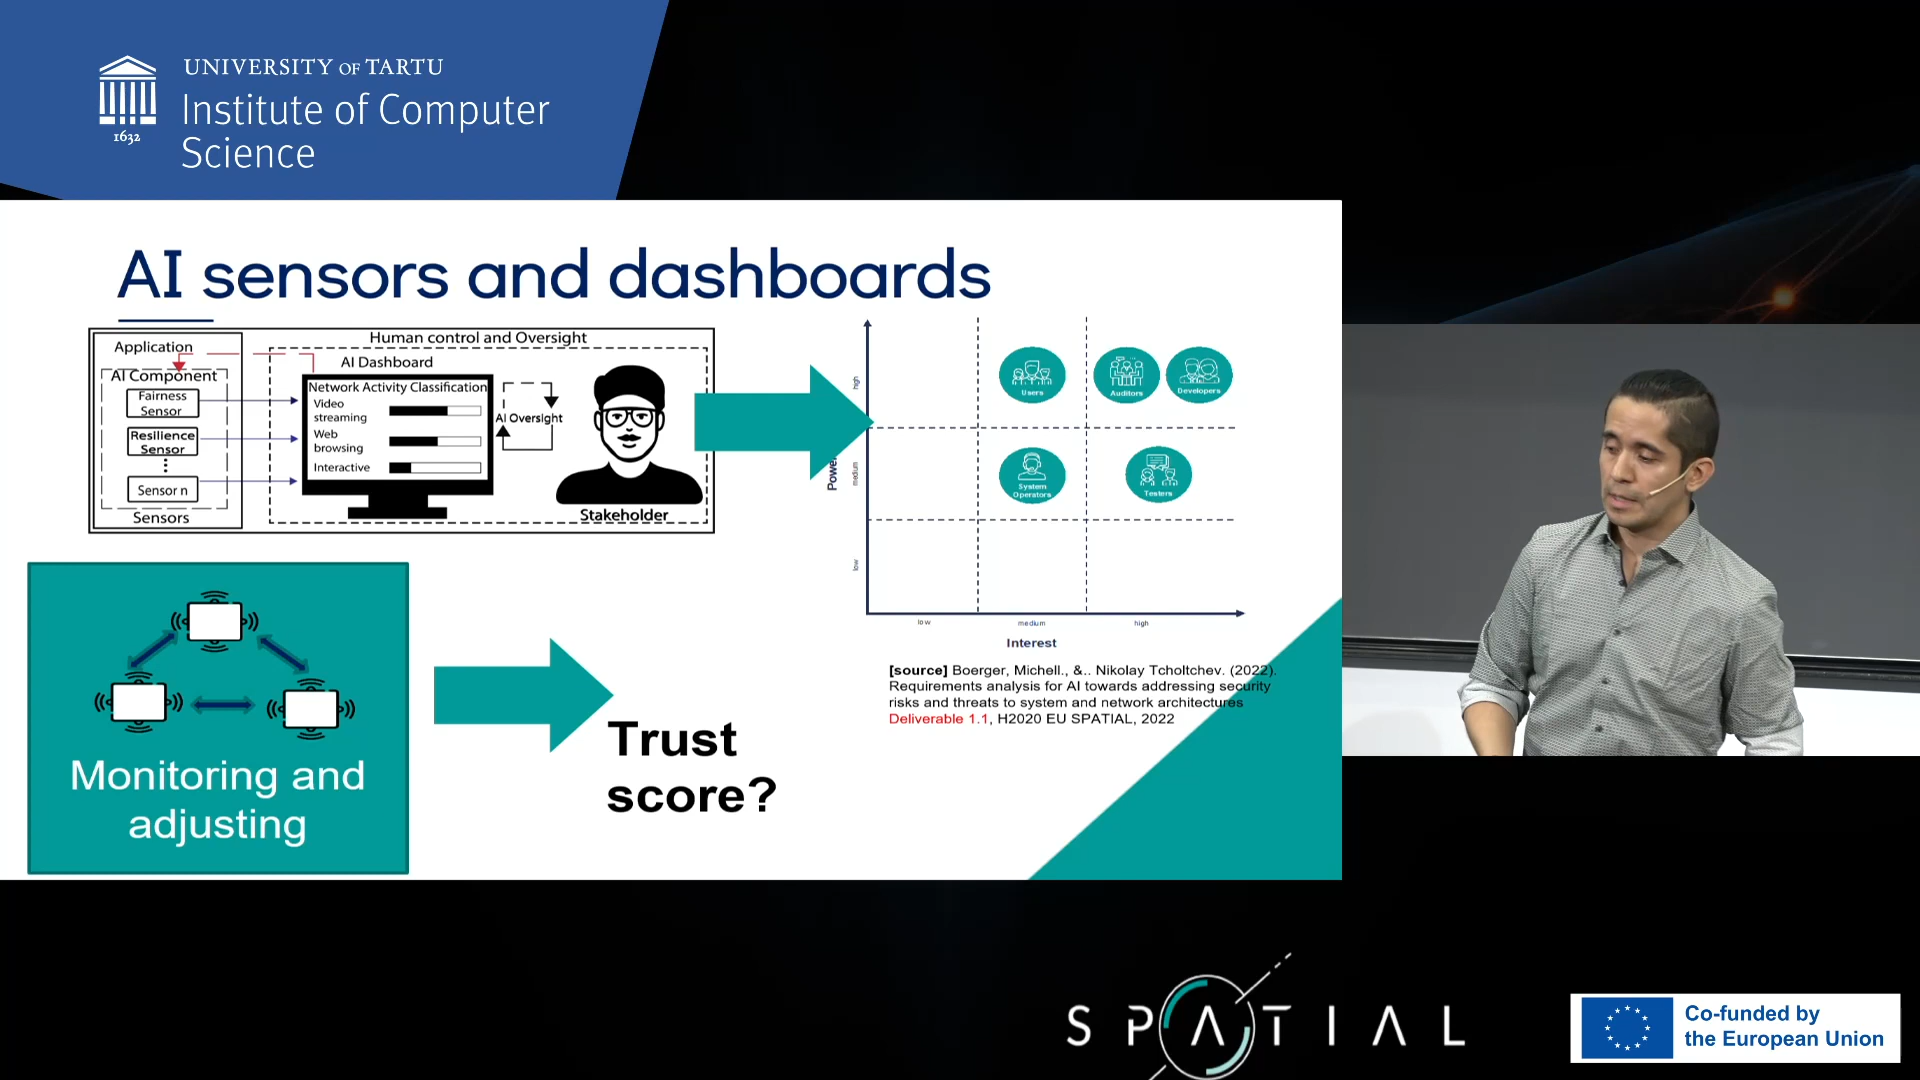 UNIVERSITY OF TARTU
Institute of Computer
Science
1632
AI sensors and dashboards
Application
AI Component
Fairness
Sensor
Resilience
Sensor
Sensor n
Sensors
Human control and Oversight
AI Dashboard
Network Activity Classification
Video
streaming
Web
browsing
Interactive
AI Oversight
Stakeholder
Power
high
medium
low
Users
Auditors
Developers
System
Operators
Testers
low
medium
high
Interest
[source] Boerger, Michell., &.. Nikolay Tcholtchev. (2022).
Requirements analysis for AI towards addressing security
risks and threats to system and network architectures
Deliverable 1.1, H2020 EU SPATIAL, 2022
Monitoring and
adjusting
Trust
score?
SPATIAL
Co-funded by
the European Union